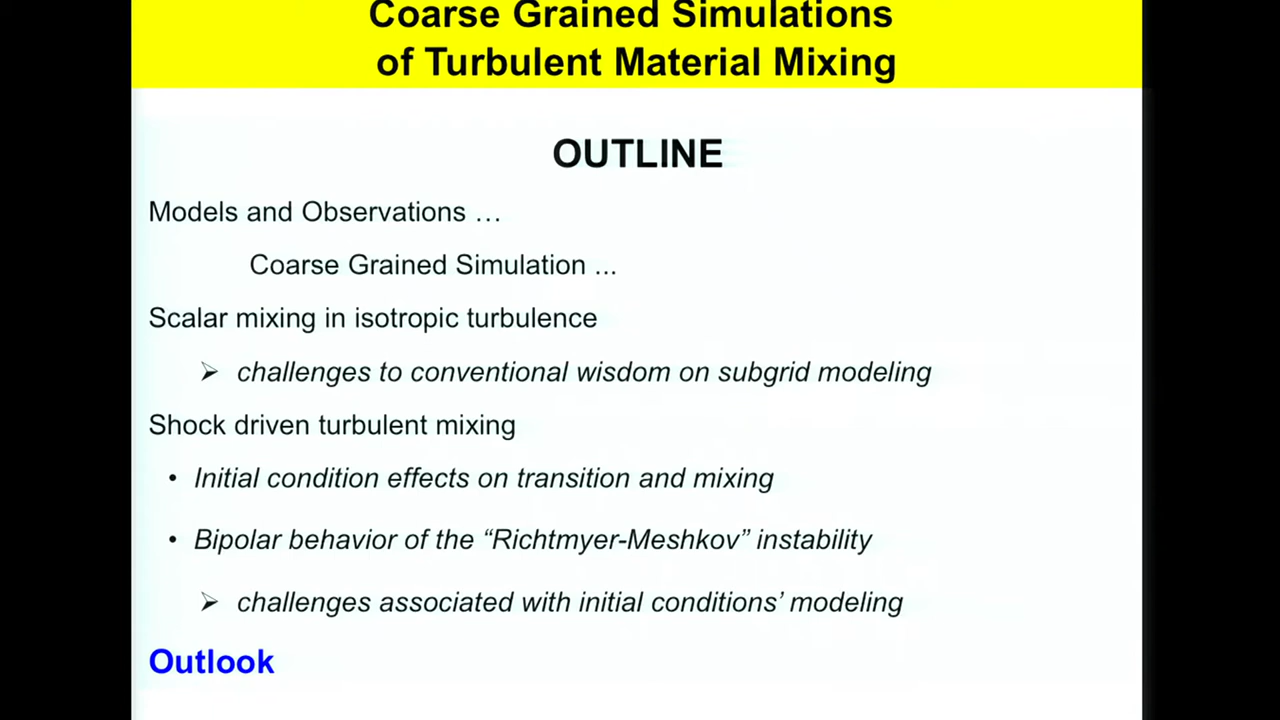 Coarse Grained Simulations
of Turbulent Material Mixing
OUTLINE
Models and Observations …
Coarse Grained Simulation ...
Scalar mixing in isotropic turbulence
➢ challenges to conventional wisdom on subgrid modeling
Shock driven turbulent mixing
• Initial condition effects on transition and mixing
• Bipolar behavior of the “Richtmyer-Meshkov” instability
➢ challenges associated with initial conditions’ modeling
Outlook